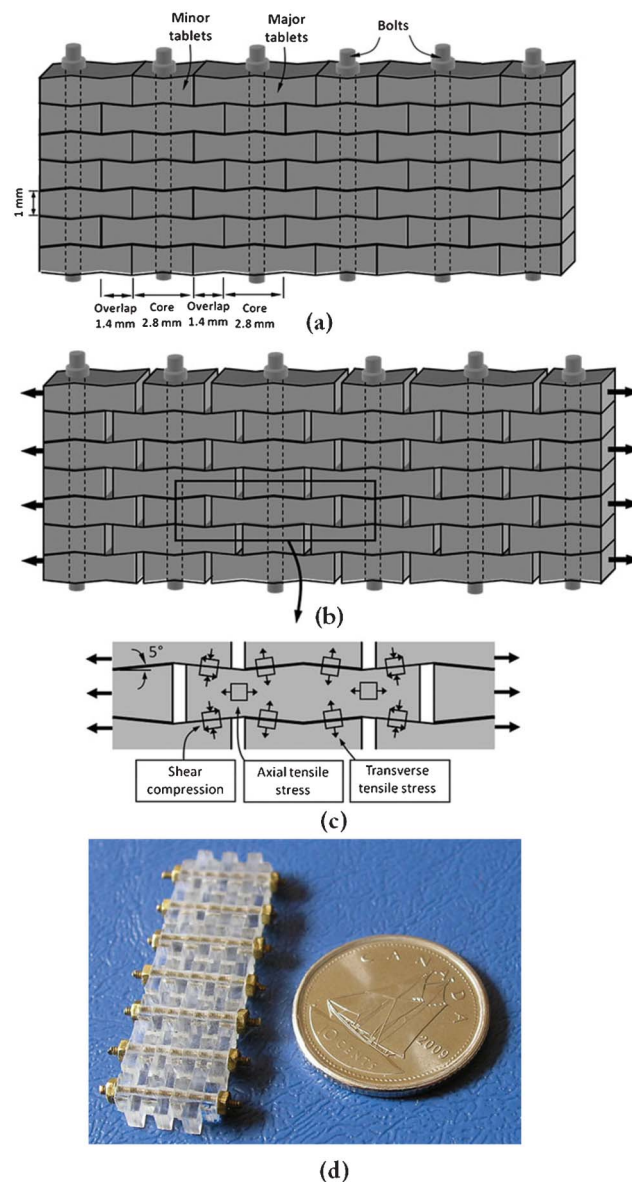 Minor
tablets
Major
tablets
Bolts
1 mm
Overlap
1.4 mm
Core
2.8 mm
Overlap
1.4 mm
Core
2.8 mm
(a)
(b)
5°
Shear
compression
Axial tensile
stress
Transverse
tensile stress
(c)
CANADA
2009
10 CENTS
(d)